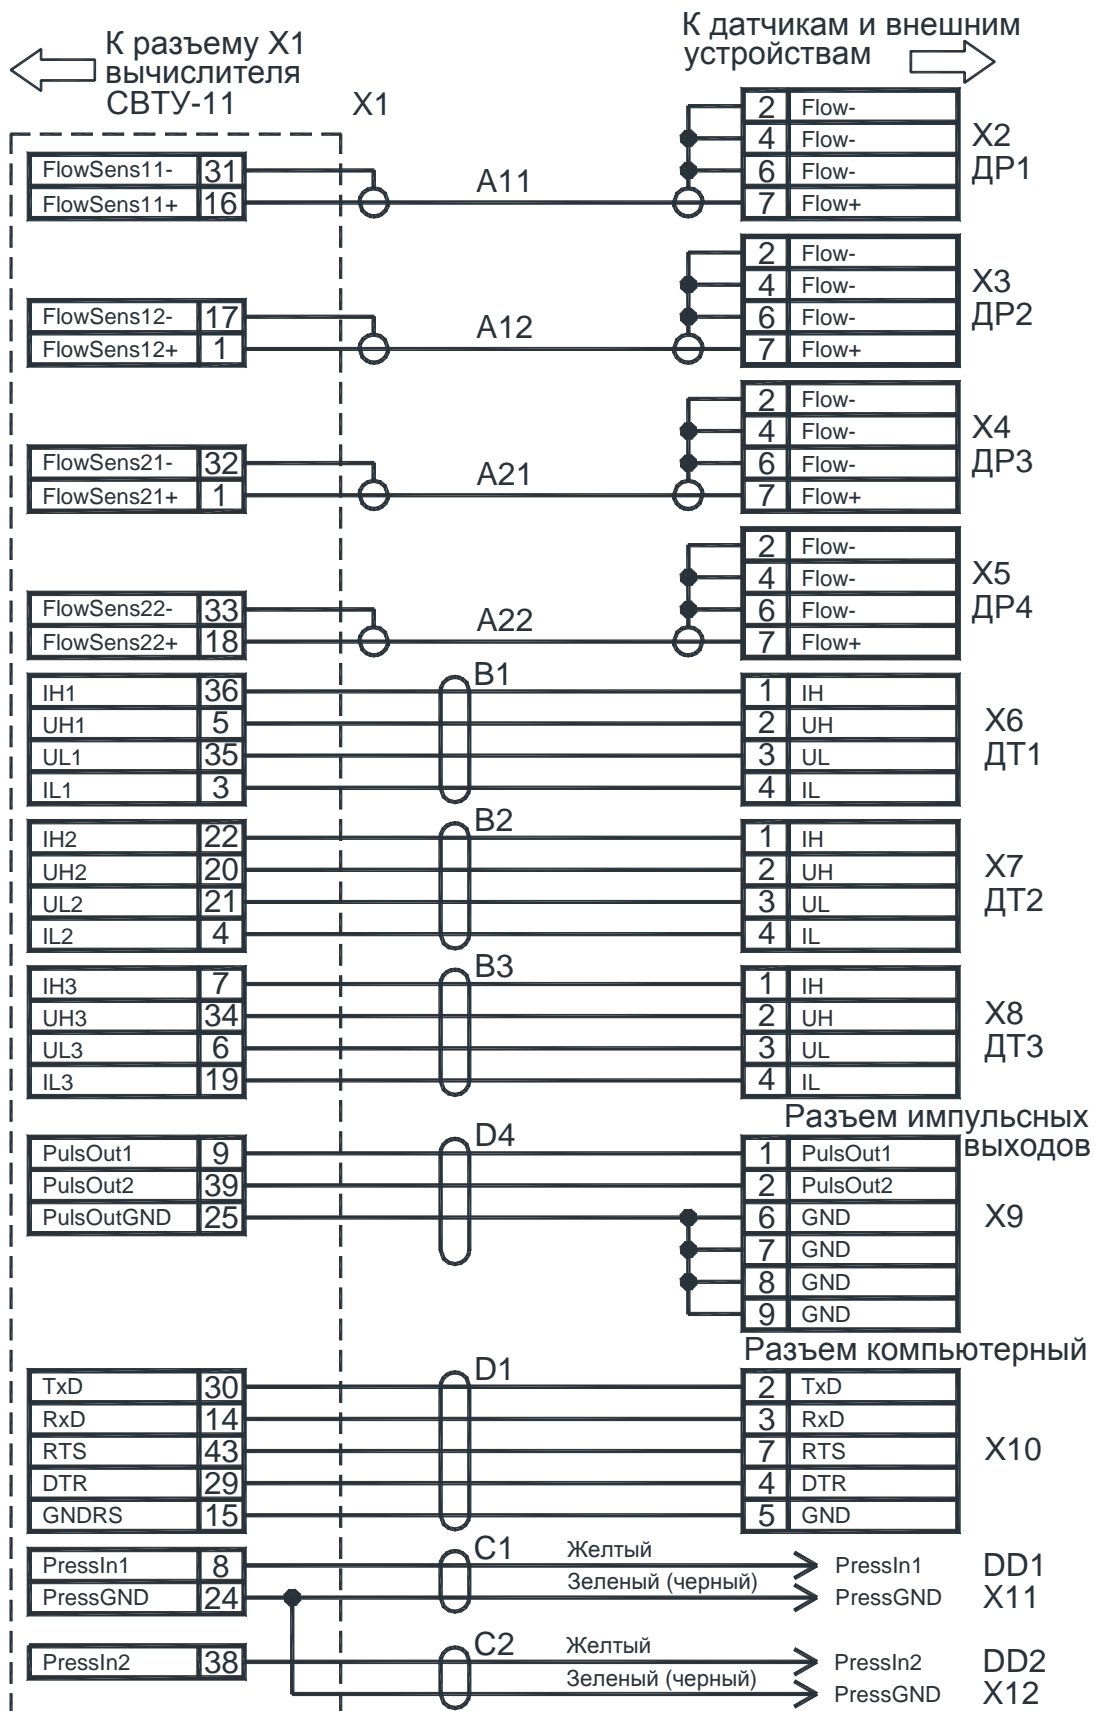 К разъему X1
вычислителя
СВТУ-11
X1
К датчикам и внешним
устройствам
FlowSens11- 31
FlowSens11+ 16
A11
2 Flow-
4 Flow-
6 Flow-
7 Flow+
X2
ДР1
FlowSens12- 17
FlowSens12+ 1
A12
2 Flow-
4 Flow-
6 Flow-
7 Flow+
X3
ДР2
FlowSens21- 32
FlowSens21+ 1
A21
2 Flow-
4 Flow-
6 Flow-
7 Flow+
X4
ДР3
FlowSens22- 33
FlowSens22+ 18
A22
2 Flow-
4 Flow-
6 Flow-
7 Flow+
X5
ДР4
IH1 36
UH1 5
UL1 35
IL1 3
B1
1 IH
2 UH
3 UL
4 IL
X6
ДТ1
IH2 22
UH2 20
UL2 21
IL2 4
B2
1 IH
2 UH
3 UL
4 IL
X7
ДТ2
IH3 7
UH3 34
UL3 6
IL3 19
B3
1 IH
2 UH
3 UL
4 IL
X8
ДТ3
Разъем импульсных
выходов
PulsOut1 9
PulsOut2 39
PulsOutGND 25
D4
1 PulsOut1
2 PulsOut2
6 GND
7 GND
8 GND
9 GND
X9
Разъем компьютерный
TxD 30
RxD 14
RTS 43
DTR 29
GNDRS 15
D1
2 TxD
3 RxD
7 RTS
4 DTR
5 GND
X10
PressIn1 8
PressGND 24
C1
Желтый
Зеленый (черный)
PressIn1
PressGND
DD1
X11
PressIn2 38
C2
Желтый
Зеленый (черный)
PressIn2
PressGND
DD2
X12